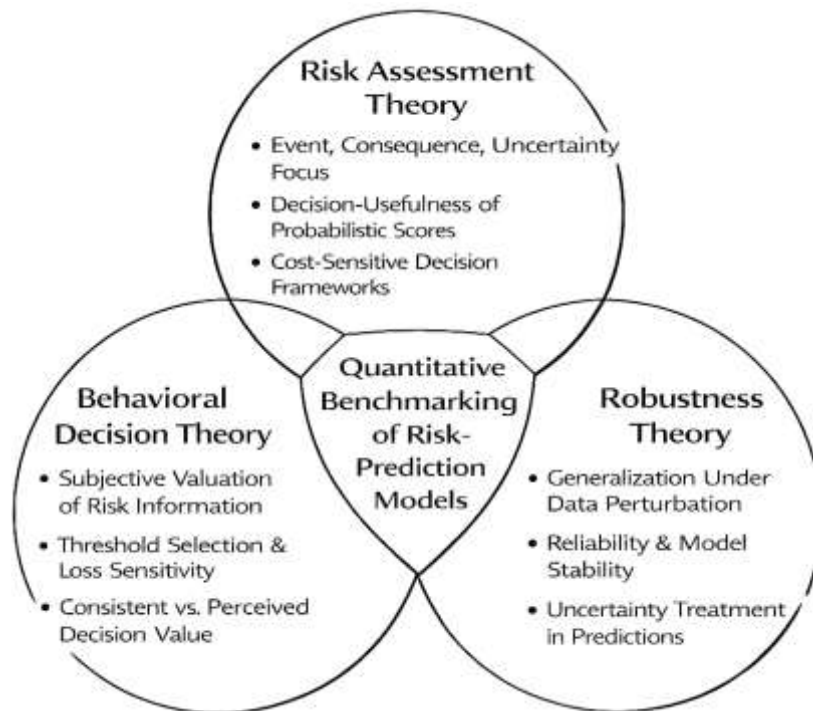 Risk Assessment
Theory
• Event, Consequence, Uncertainty
Focus
• Decision-Usefulness of
Probabilistic Scores
• Cost-Sensitive Decision
Frameworks
Behavioral
Decision Theory
• Subjective Valuation
of Risk Information
• Threshold Selection &
Loss Sensitivity
• Consistent vs. Perceived
Decision Value
Quantitative
Benchmarking
of Risk-
Prediction
Models
Robustness
Theory
• Generalization Under
Data Perturbation
• Reliability & Model
Stability
• Uncertainty Treatment
in Predictions